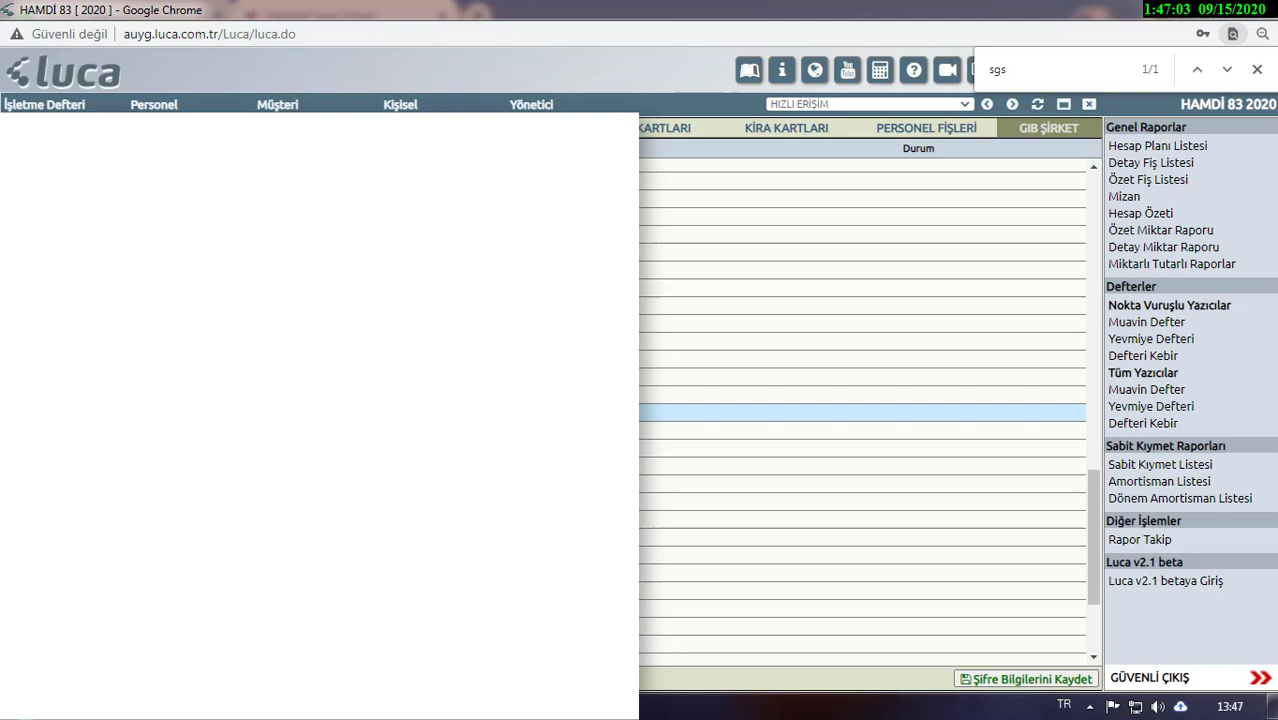 HAMDİ 83 [ 2020 ] - Google Chrome
1:47:03 09/15/2020
Güvenli değil auyg.luca.com.tr/Luca/luca.do
sgs 1/1
luca
You Tube
İşletme Defteri Personel Müşteri Kişisel Yönetici HIZLI ERİŞİM HAMDİ 83 2020
KARTLARI KİRA KARTLARI PERSONEL FİŞLERİ GIB ŞİRKET
Durum
Genel Raporlar
Hesap Planı Listesi
Detay Fiş Listesi
Özet Fiş Listesi
Mizan
Hesap Özeti
Özet Miktar Raporu
Detay Miktar Raporu
Miktarlı Tutarlı Raporlar
Defterler
Nokta Vuruşlu Yazıcılar
Muavin Defter
Yevmiye Defteri
Defteri Kebir
Tüm Yazıcılar
Muavin Defter
Yevmiye Defteri
Defteri Kebir
Sabit Kıymet Raporları
Sabit Kıymet Listesi
Amortisman Listesi
Dönem Amortisman Listesi
Diğer İşlemler
Rapor Takip
Luca v2.1 beta
Luca v2.1 betaya Giriş
Şifre Bilgilerini Kaydet
GÜVENLİ ÇIKIŞ
TR 13:47